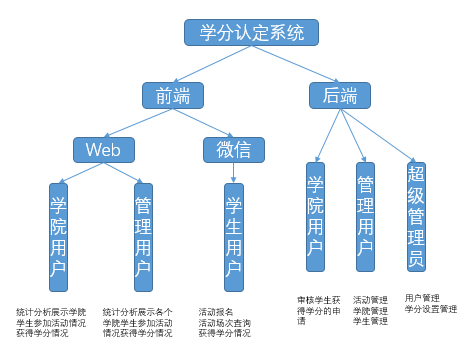 学分认定系统
前端
后端
Web
微信
学院用户
管理用户
学生用户
学院用户
管理用户
超级管理员
统计分析展示学院
学生参加活动情况
获得学分情况
统计分析展示各个
学院学生参加活动
情况获得学分情况
活动报名
活动场次查询
获得学分情况
审核学生获
得学分的申
请
活动管理
学院管理
学生管理
用户管理
学分设置管理